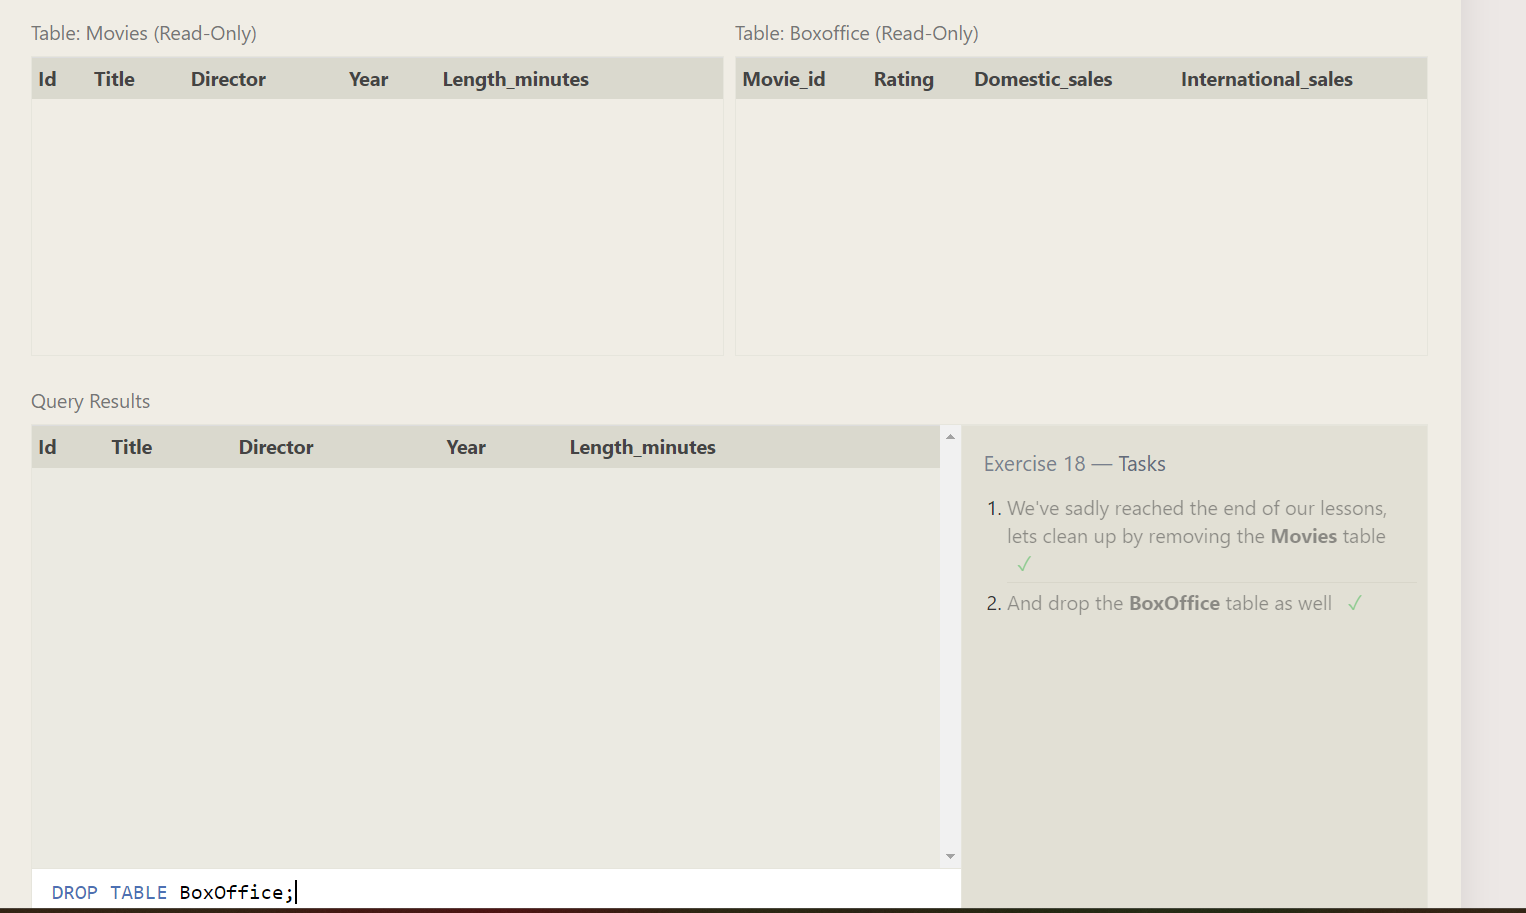 Table: Movies (Read-Only)
Id Title Director Year Length_minutes
Table: Boxoffice (Read-Only)
Movie_id Rating Domestic_sales International_sales
Query Results
Id Title Director Year Length_minutes
Exercise 18 — Tasks
1. We've sadly reached the end of our lessons,
lets clean up by removing the Movies table
✓
2. And drop the BoxOffice table as well ✓
DROP TABLE BoxOffice;